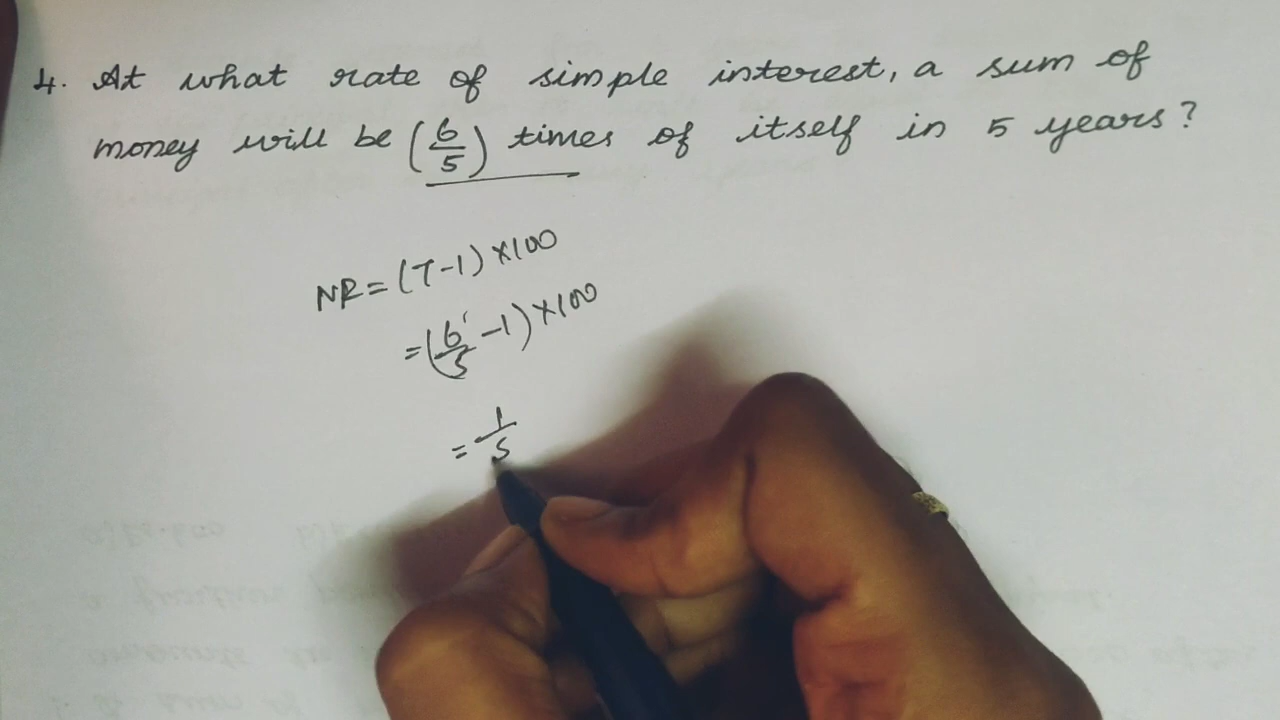 4. At what rate of simple interest, a sum of
money will be (6/5) times of itself in 5 years?
NR = (T-1) × 100
= (6/5 - 1) × 100
= 1/5